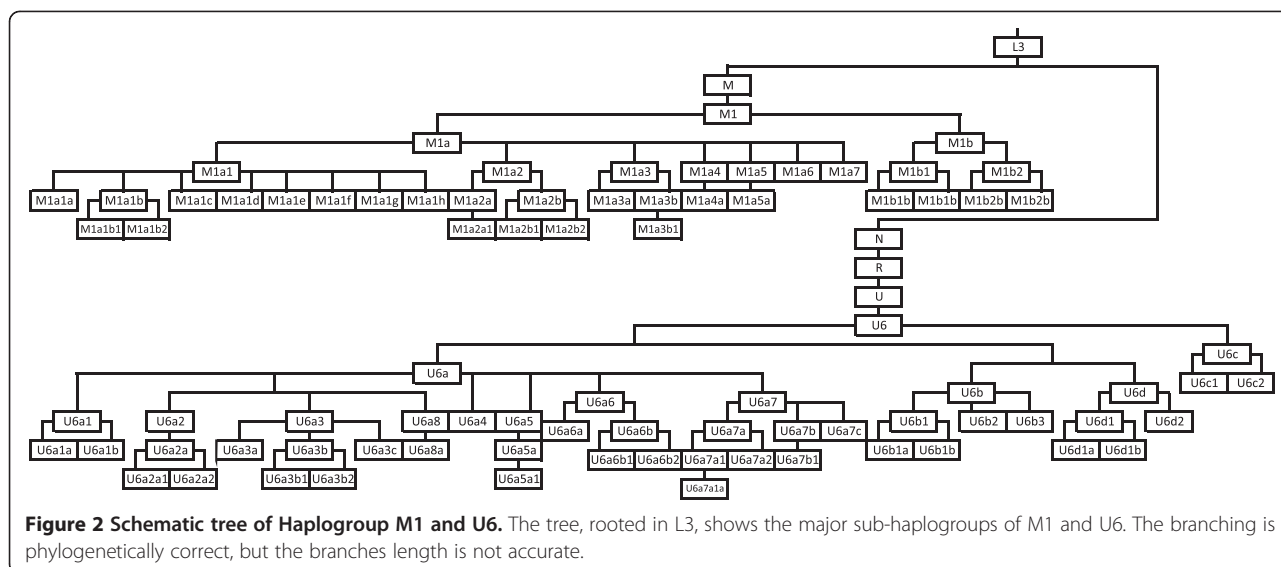 L3
M
M1
M1a M1b
M1a1 M1a2 M1a3 M1a4 M1a5 M1a6 M1a7 M1b1 M1b2
M1a1a M1a1b M1a1c M1a1d M1a1e M1a1f M1a1g M1a1h M1a2a M1a2b M1a3a M1a3b M1a4a M1a5a M1b1b M1b1b M1b2b M1b2b
M1a1b1 M1a1b2 M1a2a1 M1a2b1 M1a2b2 M1a3b1
N
R
U
U6
U6c
U6a U6c1 U6c2
U6b U6d
U6a6 U6a7
U6a1 U6a2 U6a3 U6a8 U6a4 U6a5 U6b1 U6b2 U6b3 U6d1 U6d2
U6a6a U6a6b U6a7a U6a7b U6a7c
U6a1a U6a1b U6a2a U6a3a U6a3b U6a3c U6a8a U6a5a U6b1a U6b1b U6d1a U6d1b
U6a6b1 U6a6b2 U6a7a1 U6a7a2 U6a7b1
U6a2a1 U6a2a2 U6a3b1 U6a3b2 U6a5a1
U6a7a1a
Figure 2 Schematic tree of Haplogroup M1 and U6. The tree, rooted in L3, shows the major sub-haplogroups of M1 and U6. The branching is
phylogenetically correct, but the branches length is not accurate.